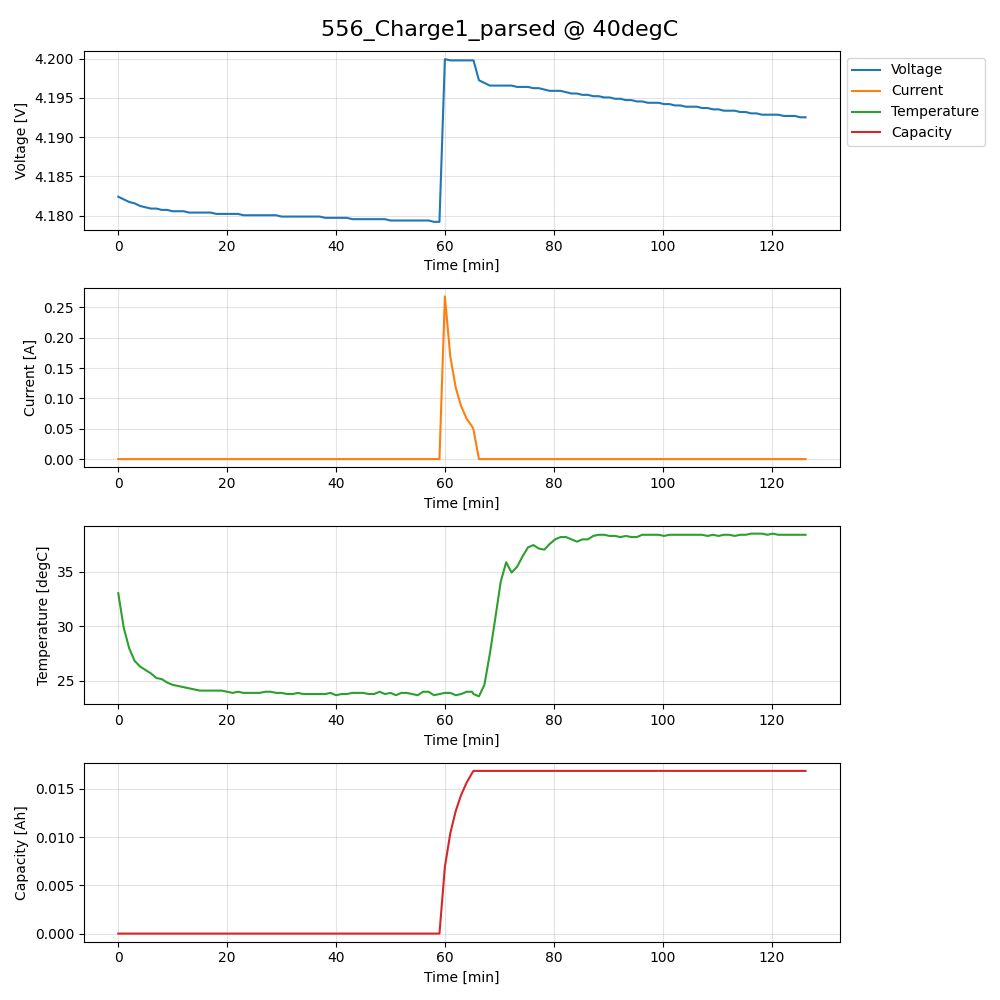 556_Charge1_parsed @ 40degC
Voltage [V]
4.200
4.195
4.190
4.185
4.180
0 20 40 60 80 100 120
Time [min]
Voltage
Current
Temperature
Capacity
Current [A]
0.25
0.20
0.15
0.10
0.05
0.00
0 20 40 60 80 100 120
Time [min]
Temperature [degC]
35
30
25
0 20 40 60 80 100 120
Time [min]
Capacity [Ah]
0.015
0.010
0.005
0.000
0 20 40 60 80 100 120
Time [min]